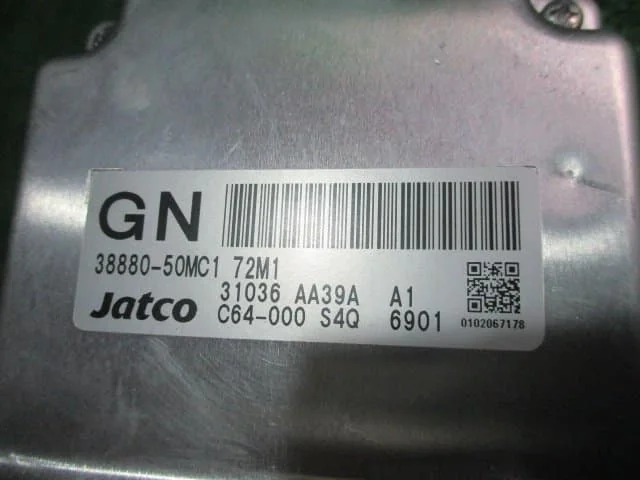 GN
38880-50MC1 72M1
31036 AA39A A1
Jatco C64-000 S4Q 6901
0102067178